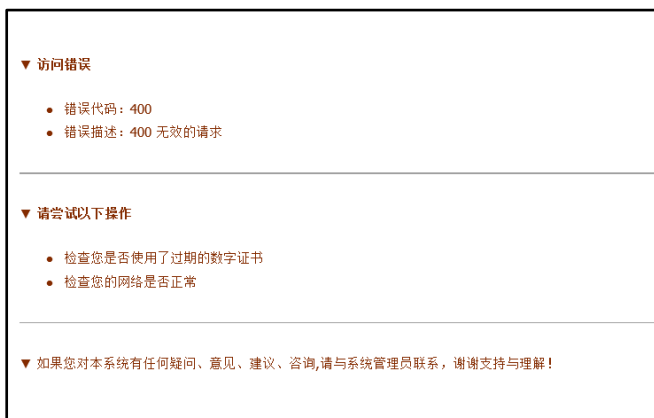 ▼ 访问错误
● 错误代码：400
● 错误描述：400 无效的请求
▼ 请尝试以下操作
● 检查您是否使用了过期的数字证书
● 检查您的网络是否正常
▼ 如果您对本系统有任何疑问、意见、建议、咨询,请与系统管理员联系，谢谢支持与理解！